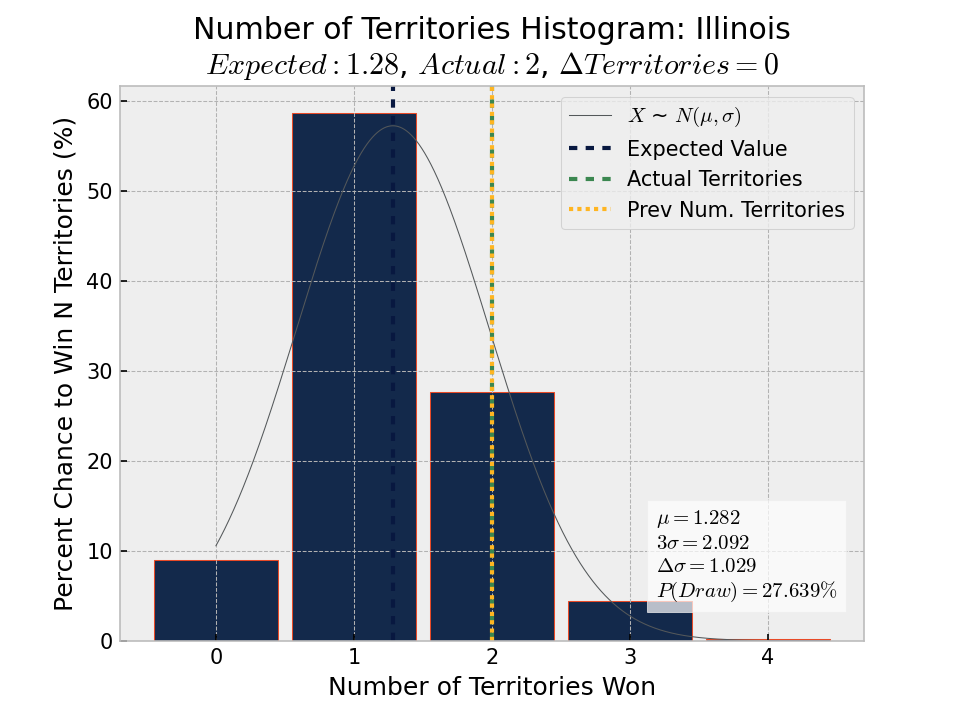 Number of Territories Histogram: Illinois
Expected : 1.28, Actual : 2, ΔTerritories = 0
Percent Chance to Win N Territories (%)
60
50
40
30
20
10
0
X ~ N(μ, σ)
Expected Value
Actual Territories
Prev Num. Territories
μ = 1.282
3σ = 2.092
Δσ = 1.029
P(Draw) = 27.639%
0 1 2 3 4
Number of Territories Won